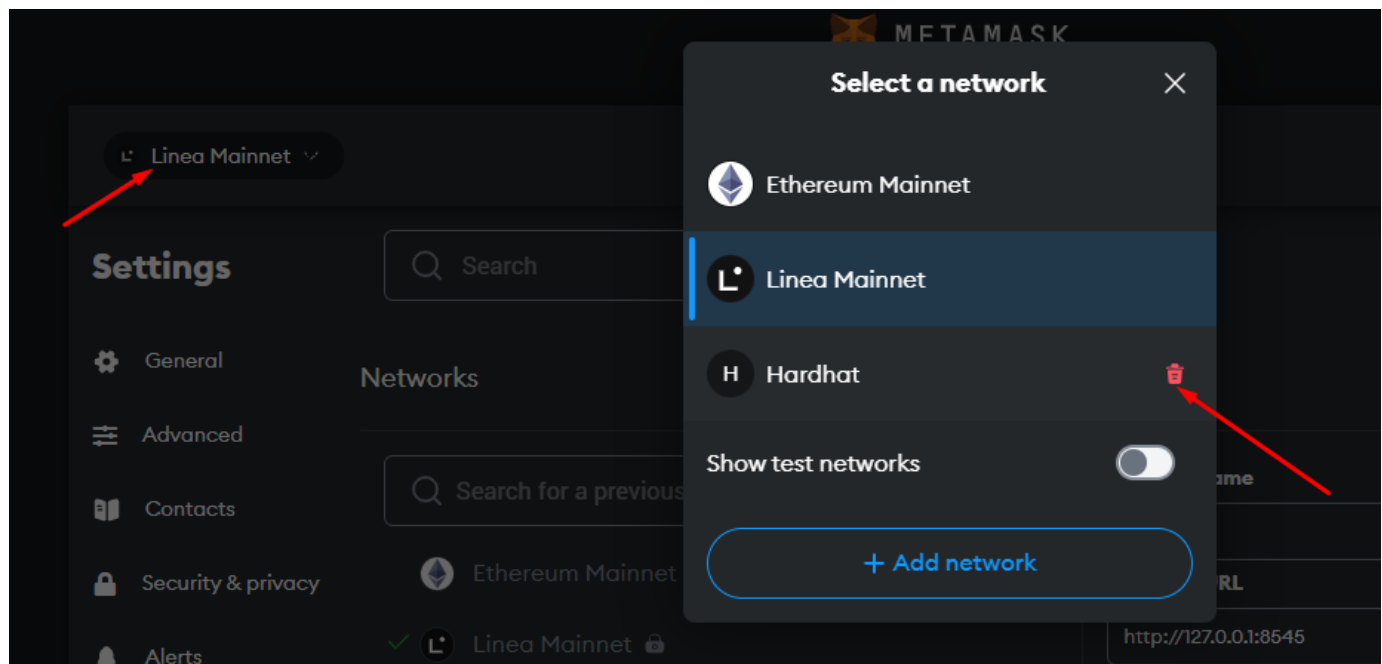 METAMASK
Select a network
Linea Mainnet
Ethereum Mainnet
Settings
Search
Linea Mainnet
General
Networks
H Hardhat
Advanced
Show test networks
Search for a previous
Contacts
+ Add network
Ethereum Mainnet
Security & privacy
RL
Linea Mainnet
http://127.0.0.1:8545
Alerts